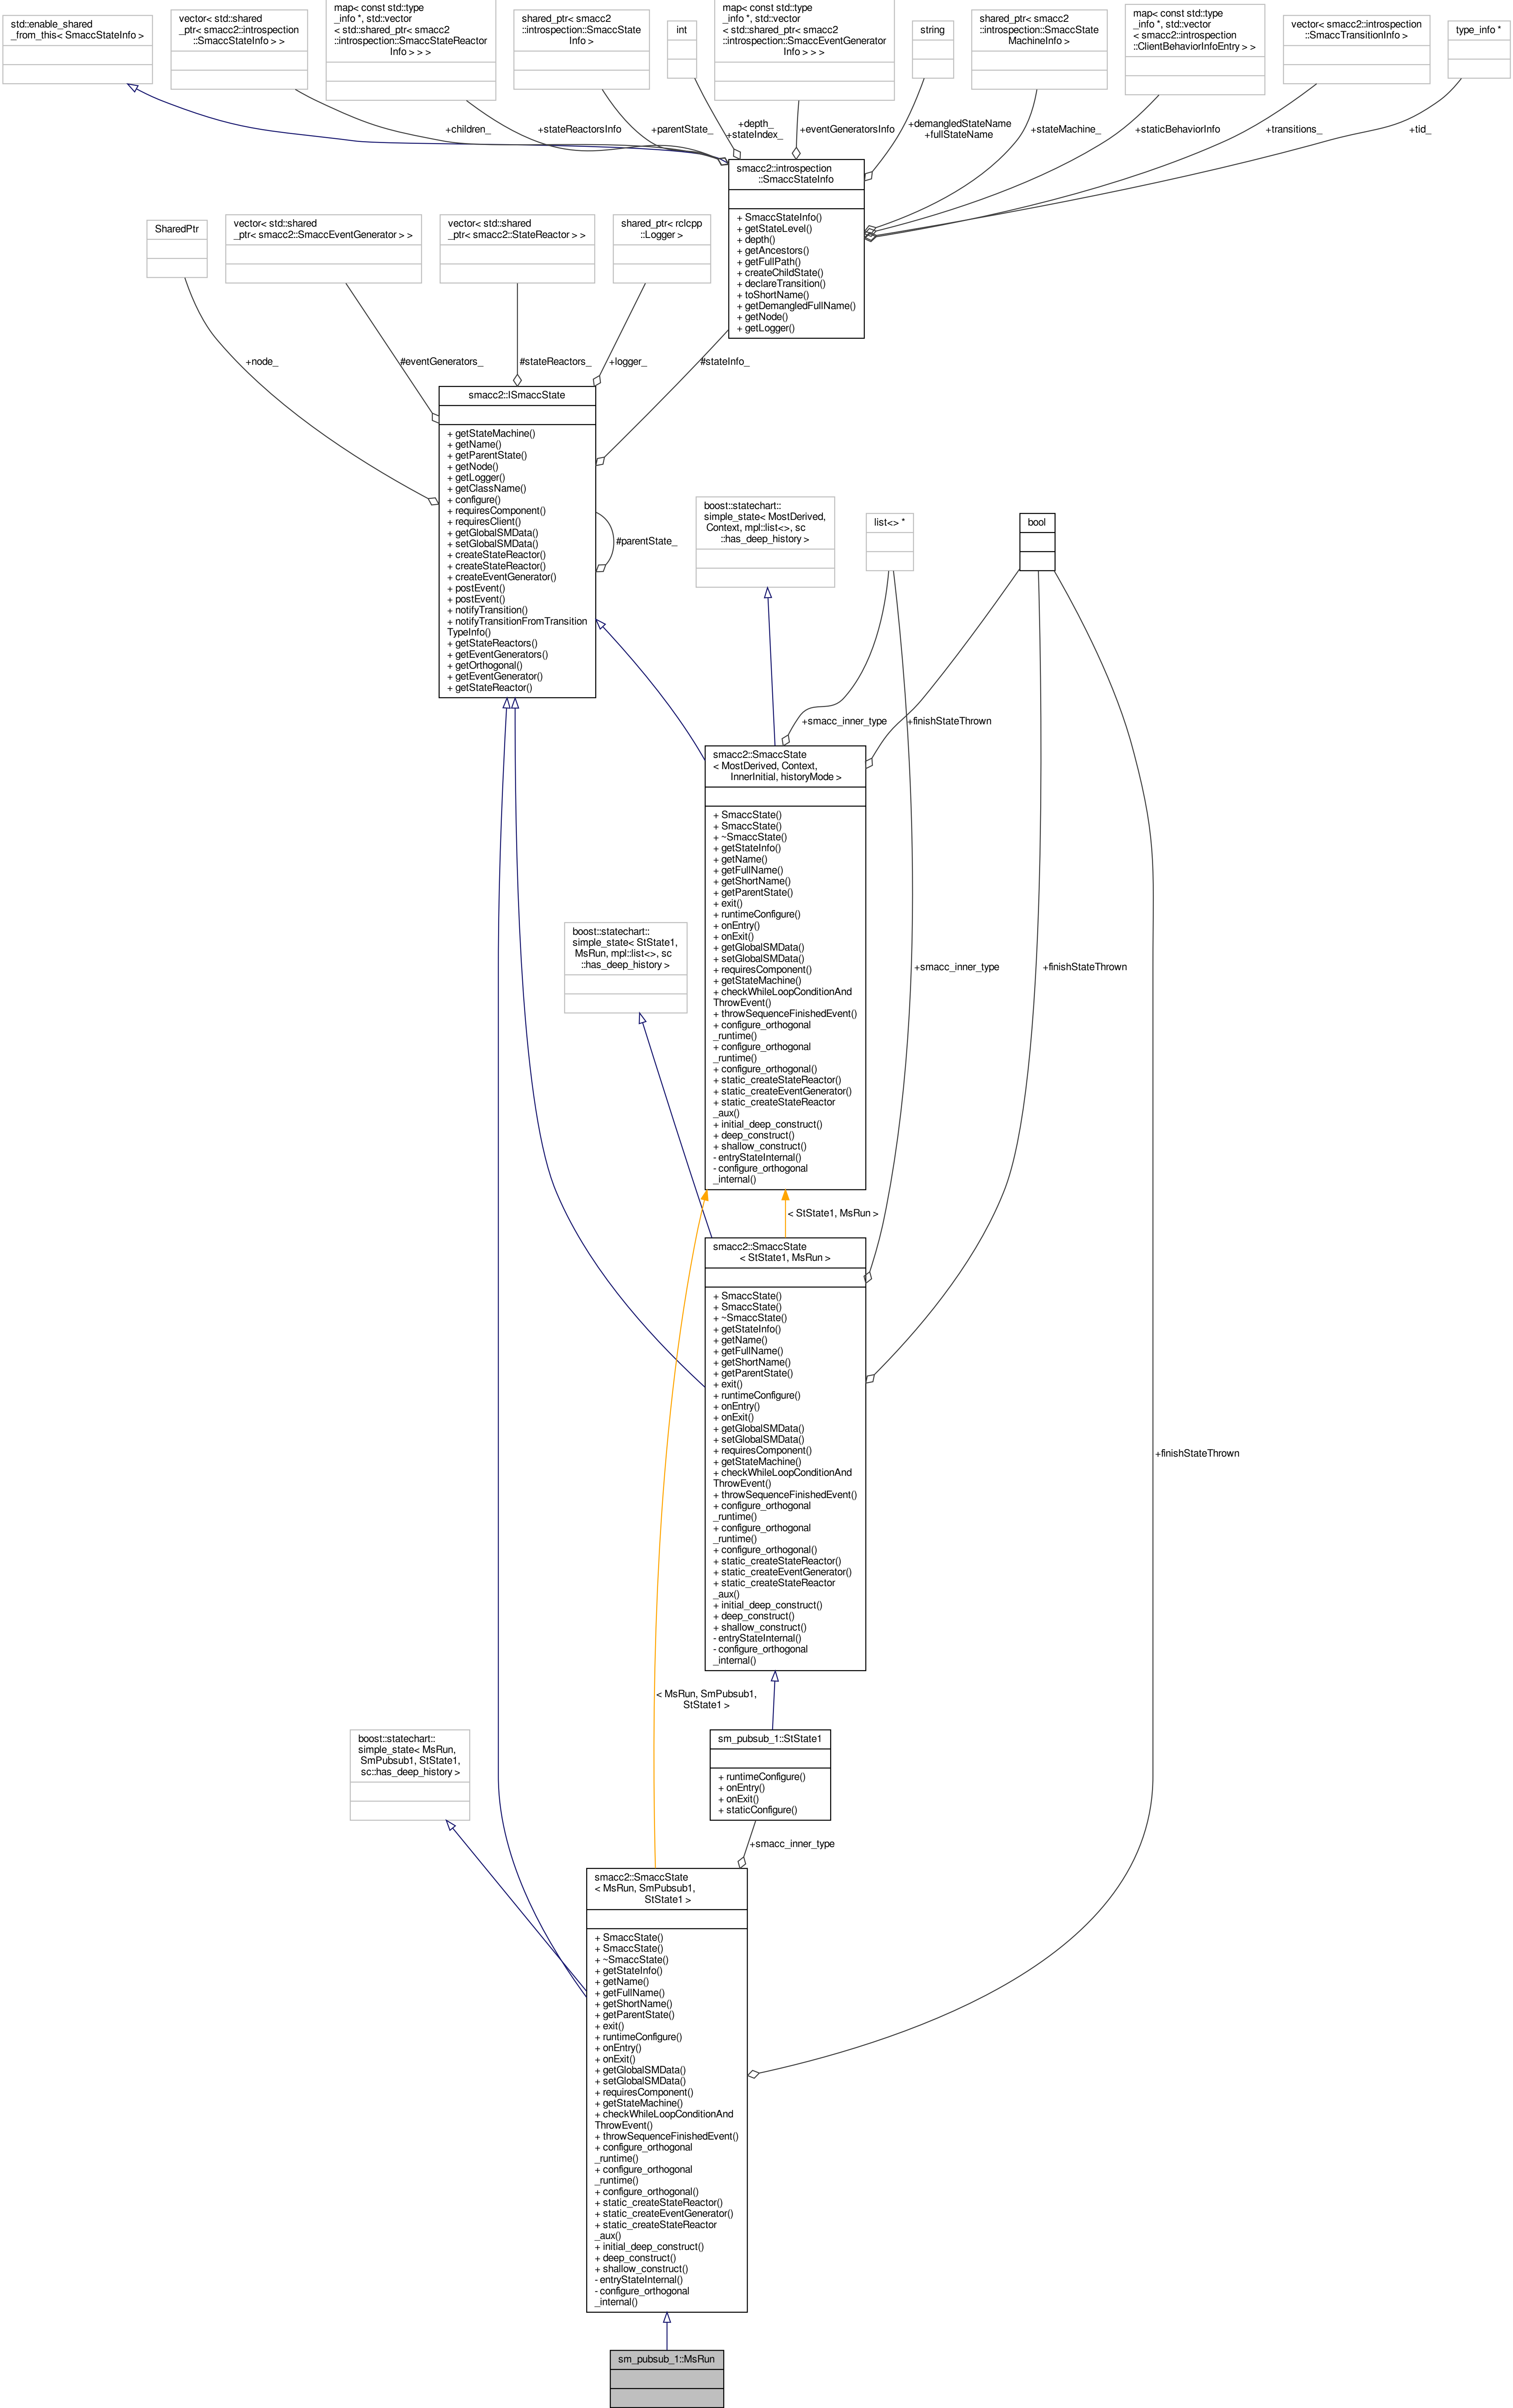 std::enable_shared
_from_this< SmaccStateInfo >
vector< std::shared
_ptr< smacc2::introspection
::SmaccStateInfo > >
map< const std::type
_info *, std::vector
< std::shared_ptr< smacc2
::introspection::SmaccStateReactor
Info > > >
shared_ptr< smacc2
::introspection::SmaccState
Info >
int
map< const std::type
_info *, std::vector
< std::shared_ptr< smacc2
::introspection::SmaccEventGenerator
Info > > >
string
shared_ptr< smacc2
::introspection::SmaccState
MachineInfo >
map< const std::type
_info *, std::vector
< smacc2::introspection
::ClientBehaviorInfoEntry > >
vector< smacc2::introspection
::SmaccTransitionInfo >
type_info *
+children_
+stateReactorsInfo
+parentState_
+depth_
+stateIndex_
+eventGeneratorsInfo
+demangledStateName
+fullStateName
+stateMachine_
+staticBehaviorInfo
+transitions_
+tid_
smacc2::introspection
::SmaccStateInfo
+ SmaccStateInfo()
+ getStateLevel()
+ depth()
+ getAncestors()
+ getFullPath()
+ createChildState()
+ declareTransition()
+ toShortName()
+ getDemangledFullName()
+ getNode()
+ getLogger()
SharedPtr
vector< std::shared
_ptr< smacc2::SmaccEventGenerator > >
vector< std::shared
_ptr< smacc2::StateReactor > >
shared_ptr< rclcpp
::Logger >
+node_
#eventGenerators_
#stateReactors_
+logger_
#stateInfo_
smacc2::ISmaccState
+ getStateMachine()
+ getName()
+ getParentState()
+ getNode()
+ getLogger()
+ getClassName()
+ configure()
+ requiresComponent()
+ requiresClient()
+ getGlobalSMData()
+ setGlobalSMData()
+ createStateReactor()
+ createStateReactor()
+ createEventGenerator()
+ postEvent()
+ postEvent()
+ notifyTransition()
+ notifyTransitionFromTransition
TypeInfo()
+ getStateReactors()
+ getEventGenerators()
+ getOrthogonal()
+ getEventGenerator()
+ getStateReactor()
#parentState_
boost::statechart::
simple_state< MostDerived,
Context, mpl::list<>, sc
::has_deep_history >
list<> *
bool
+smacc_inner_type
+finishStateThrown
smacc2::SmaccState
< MostDerived, Context,
InnerInitial, historyMode >
+ SmaccState()
+ SmaccState()
+ ~SmaccState()
+ getStateInfo()
+ getName()
+ getFullName()
+ getShortName()
+ getParentState()
+ exit()
+ runtimeConfigure()
+ onEntry()
+ onExit()
+ getGlobalSMData()
+ setGlobalSMData()
+ requiresComponent()
+ getStateMachine()
+ checkWhileLoopConditionAnd
ThrowEvent()
+ throwSequenceFinishedEvent()
+ configure_orthogonal
_runtime()
+ configure_orthogonal
_runtime()
+ configure_orthogonal()
+ static_createStateReactor()
+ static_createEventGenerator()
+ static_createStateReactor
_aux()
+ initial_deep_construct()
+ deep_construct()
+ shallow_construct()
- entryStateInternal()
- configure_orthogonal
_internal()
boost::statechart::
simple_state< StState1,
MsRun, mpl::list<>, sc
::has_deep_history >
+smacc_inner_type
+finishStateThrown
< StState1, MsRun >
smacc2::SmaccState
< StState1, MsRun >
+ SmaccState()
+ SmaccState()
+ ~SmaccState()
+ getStateInfo()
+ getName()
+ getFullName()
+ getShortName()
+ getParentState()
+ exit()
+ runtimeConfigure()
+ onEntry()
+ onExit()
+ getGlobalSMData()
+ setGlobalSMData()
+ requiresComponent()
+ getStateMachine()
+ checkWhileLoopConditionAnd
ThrowEvent()
+ throwSequenceFinishedEvent()
+ configure_orthogonal
_runtime()
+ configure_orthogonal
_runtime()
+ configure_orthogonal()
+ static_createStateReactor()
+ static_createEventGenerator()
+ static_createStateReactor
_aux()
+ initial_deep_construct()
+ deep_construct()
+ shallow_construct()
- entryStateInternal()
- configure_orthogonal
_internal()
+finishStateThrown
< MsRun, SmPubsub1,
StState1 >
boost::statechart::
simple_state< MsRun,
SmPubsub1, StState1,
sc::has_deep_history >
sm_pubsub_1::StState1
+ runtimeConfigure()
+ onEntry()
+ onExit()
+ staticConfigure()
+smacc_inner_type
smacc2::SmaccState
< MsRun, SmPubsub1,
StState1 >
+ SmaccState()
+ SmaccState()
+ ~SmaccState()
+ getStateInfo()
+ getName()
+ getFullName()
+ getShortName()
+ getParentState()
+ exit()
+ runtimeConfigure()
+ onEntry()
+ onExit()
+ getGlobalSMData()
+ setGlobalSMData()
+ requiresComponent()
+ getStateMachine()
+ checkWhileLoopConditionAnd
ThrowEvent()
+ throwSequenceFinishedEvent()
+ configure_orthogonal
_runtime()
+ configure_orthogonal
_runtime()
+ configure_orthogonal()
+ static_createStateReactor()
+ static_createEventGenerator()
+ static_createStateReactor
_aux()
+ initial_deep_construct()
+ deep_construct()
+ shallow_construct()
- entryStateInternal()
- configure_orthogonal
_internal()
sm_pubsub_1::MsRun